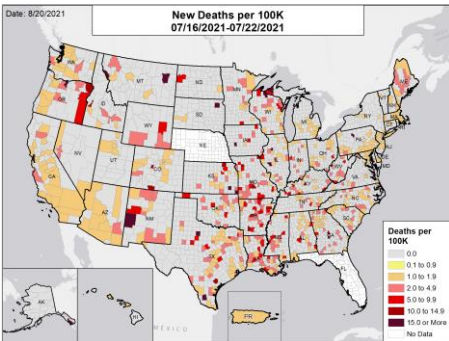 Date: 8/20/2021
New Deaths per 100K
07/16/2021-07/22/2021
WA
MT
ND
MN
ME
OR
ID
SD
WI
MI
NY
WY
IA
NE
PA
NJ
DE
MD
NV
UT
CO
KS
MO
IL
IN
OH
WV
VA
CA
AZ
NM
OK
AR
TN
NC
SC
TX
LA
MS
AL
GA
FL
AK
HI
PR
MÉXICO
Deaths per
100K
0.0
0.1 to 0.9
1.0 to 1.9
2.0 to 4.9
5.0 to 9.9
10.0 to 14.9
15.0 or More
No Data